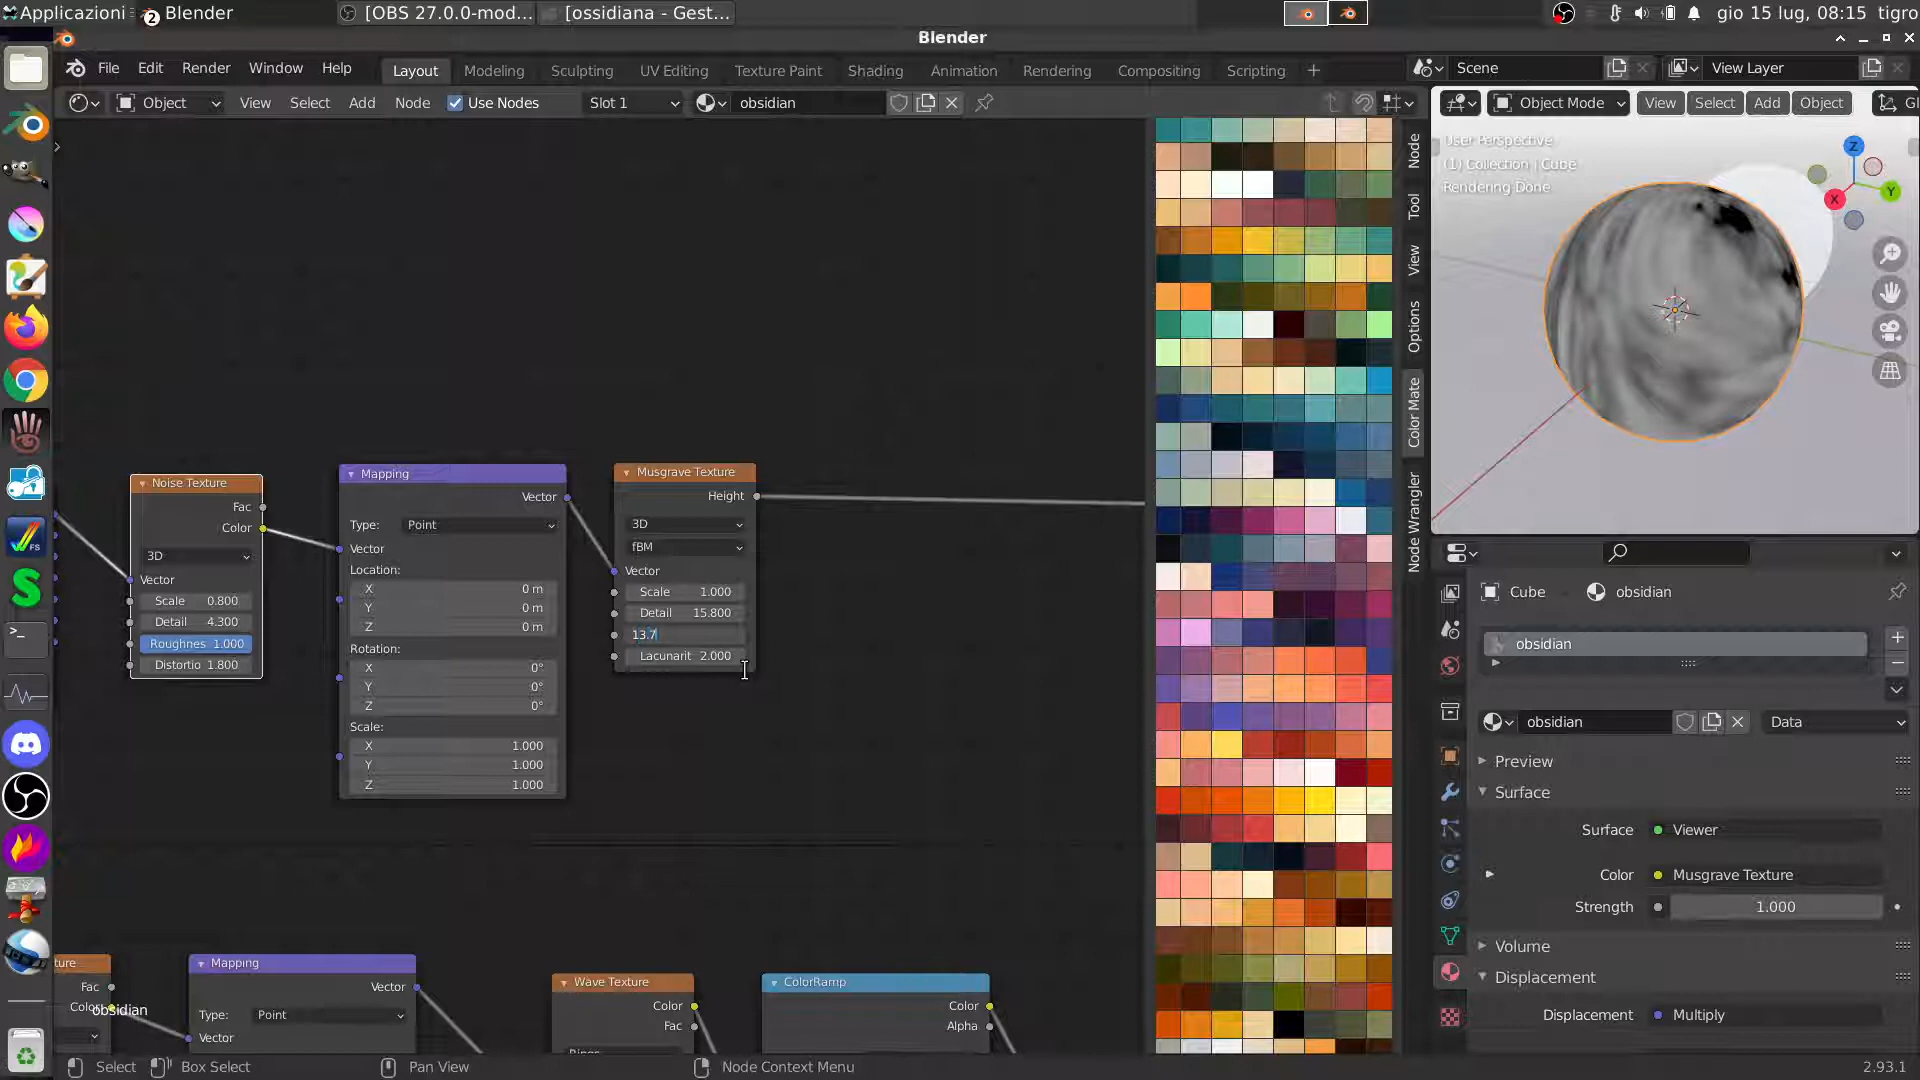 Applicazioni
2
Blender
[OBS 27.0.0-mod...
[ossidiana - Gest...
gio 15 lug, 08:15
tigro
Blender
File
Edit
Render
Window
Help
Layout
Modeling
Sculpting
UV Editing
Texture Paint
Shading
Animation
Rendering
Compositing
Scripting
+
Scene
View Layer
Object
View
Select
Add
Node
Use Nodes
Slot 1
obsidian
Object Mode
View
Select
Add
Object
Gl
User Perspective
(1) Collection | Cube
Rendering Done
Z
Y
X
Node
Tool
View
Options
Color Mate
Node Wrangler
Noise Texture
Fac
Color
3D
Vector
Scale 0.800
Detail 4.300
Roughnes 1.000
Distortio 1.800
Mapping
Vector
Type: Point
Vector
Location:
X 0 m
Y 0 m
Z 0 m
Rotation:
X 0°
Y 0°
Z 0°
Scale:
X 1.000
Y 1.000
Z 1.000
Musgrave Texture
Height
3D
fBM
Vector
Scale 1.000
Detail 15.800
13.7
Lacunarit 2.000
ture
Fac
Color
obsidian
Mapping
Vector
Type: Point
Vector
Wave Texture
Color
Fac
ColorRamp
Color
Alpha
Cube
obsidian
obsidian
obsidian
Data
Preview
Surface
Surface
Viewer
Color
Musgrave Texture
Strength
1.000
Volume
Displacement
Displacement
Multiply
Select
Box Select
Pan View
Node Context Menu
2.93.1